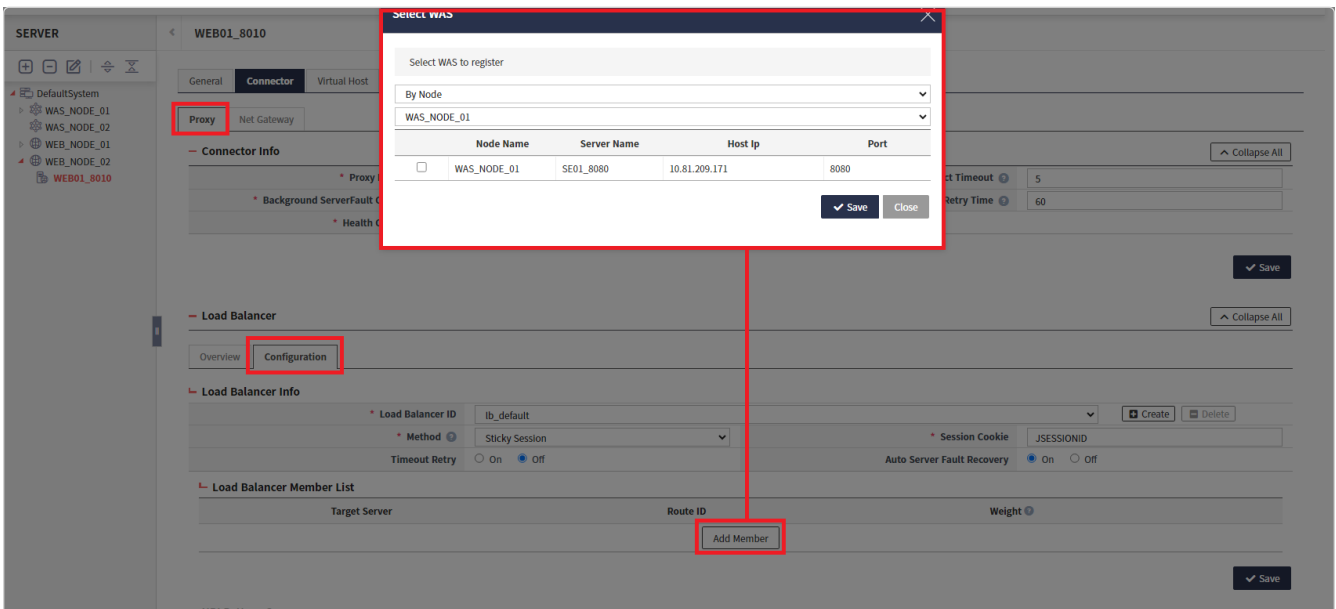 Select WAS
SERVER
WEB01_8010
Select WAS to register
General Connector Virtual Host
DefaultSystem
WAS_NODE_01
WAS_NODE_02
WEB_NODE_01
WEB_NODE_02
WEB01_8010
By Node
WAS_NODE_01
Proxy Net Gateway
Node Name Server Name Host Ip Port
WAS_NODE_01 SE01_8080 10.81.209.171 8080
Save Close
Connector Info Collapse All
* Proxy ct Timeout 5
* Background ServerFault Retry Time 60
* Health
Save
Load Balancer Collapse All
Overview Configuration
Load Balancer Info
* Load Balancer ID lb_default Create Delete
* Method Sticky Session * Session Cookie JSESSIONID
Timeout Retry On Off Auto Server Fault Recovery On Off
Load Balancer Member List
Target Server Route ID Weight
Add Member
Save